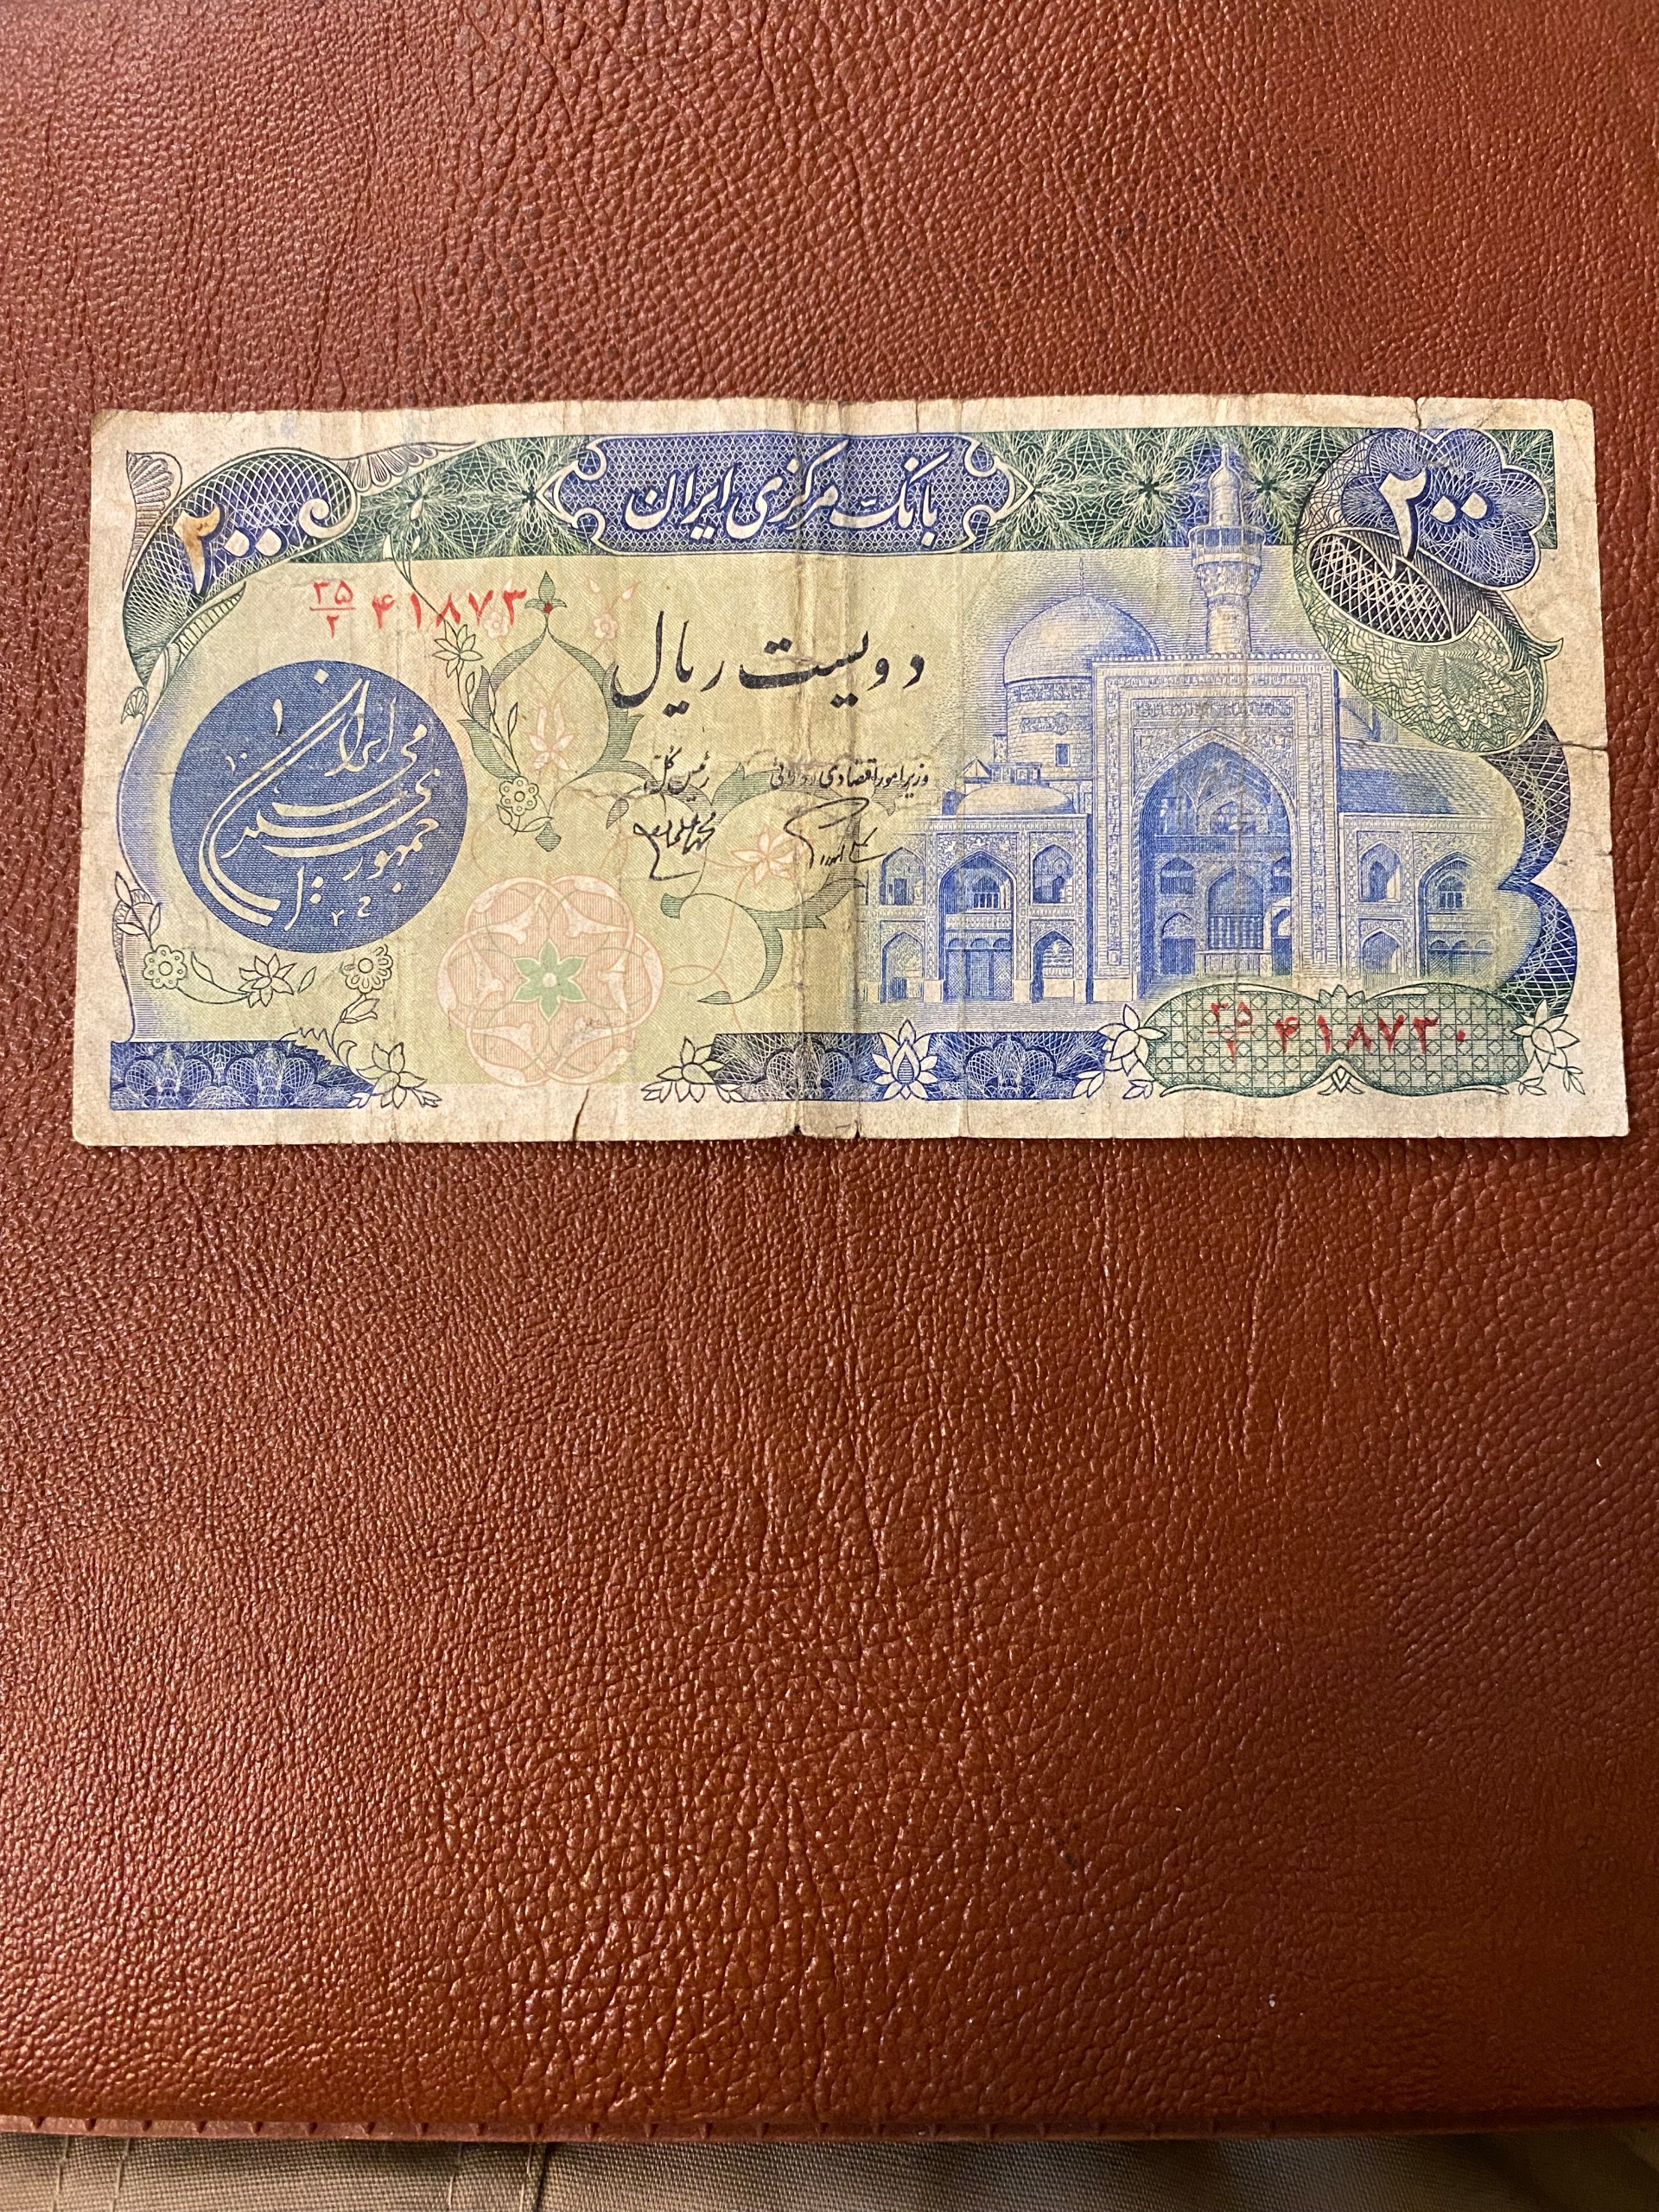 بانک مرکزی ایران
۲۰۰
۲۰۰
۳۵/۲ ۴۱۸۷۳۰
دویست ریال
جمهوری اسلامی ایران
وزیر امور اقتصادی و دارائی
رئیس کل
۳۵/۲ ۴۱۸۷۳۰